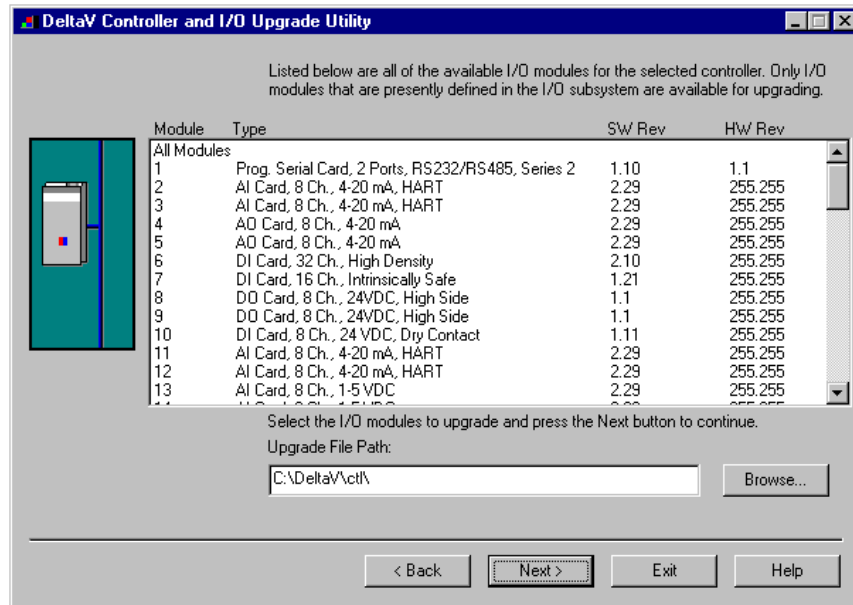 DeltaV Controller and I/O Upgrade Utility
Listed below are all of the available I/O modules for the selected controller. Only I/O
modules that are presently defined in the I/O subsystem are available for upgrading.
Module Type SW Rev HW Rev
All Modules
1 Prog. Serial Card, 2 Ports, RS232/RS485, Series 2 1.10 1.1
2 AI Card, 8 Ch., 4-20 mA, HART 2.29 255.255
3 AI Card, 8 Ch., 4-20 mA, HART 2.29 255.255
4 AO Card, 8 Ch., 4-20 mA 2.29 255.255
5 AO Card, 8 Ch., 4-20 mA 2.29 255.255
6 DI Card, 32 Ch., High Density 2.10 255.255
7 DI Card, 16 Ch., Intrinsically Safe 1.21 255.255
8 DO Card, 8 Ch., 24VDC, High Side 1.1 255.255
9 DO Card, 8 Ch., 24VDC, High Side 1.1 255.255
10 DI Card, 8 Ch., 24 VDC, Dry Contact 1.11 255.255
11 AI Card, 8 Ch., 4-20 mA, HART 2.29 255.255
12 AI Card, 8 Ch., 4-20 mA, HART 2.29 255.255
13 AI Card, 8 Ch., 1-5 VDC 2.29 255.255
Select the I/O modules to upgrade and press the Next button to continue.
Upgrade File Path:
C:\DeltaV\ctl\
Browse...
< Back
Next >
Exit
Help